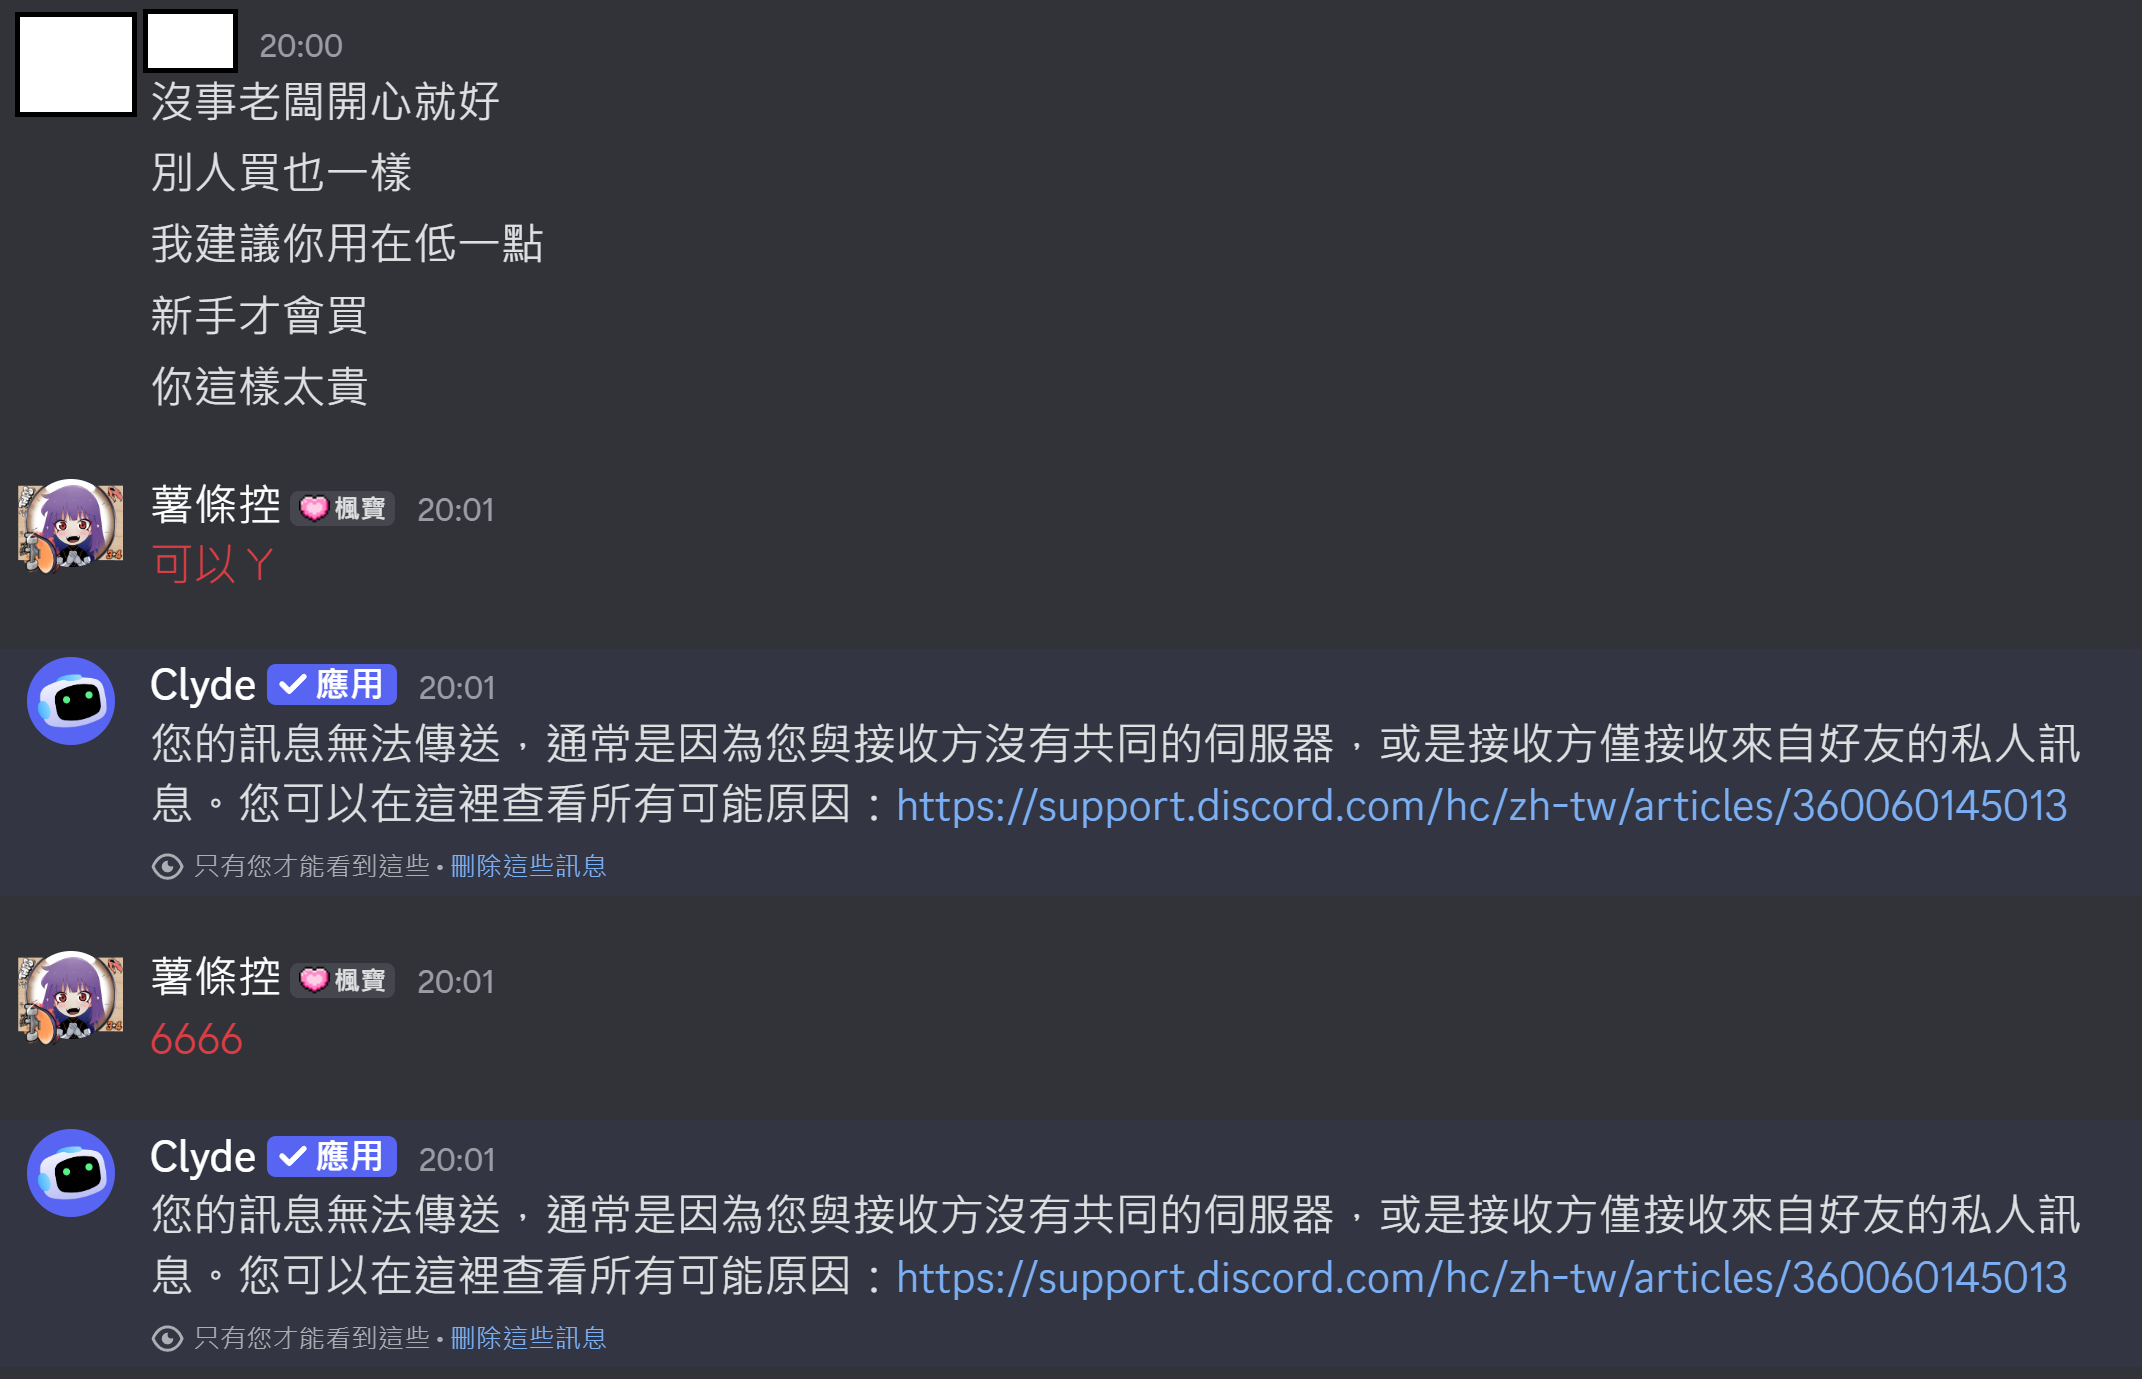 20:00
沒事老闆開心就好
別人買也一樣
我建議你用在低一點
新手才會買
你這樣太貴
薯條控 楓寶 20:01
可以ㄚ
Clyde 應用 20:01
您的訊息無法傳送，通常是因為您與接收方沒有共同的伺服器，或是接收方僅接收來自好友的私人訊
息。您可以在這裡查看所有可能原因：https://support.discord.com/hc/zh-tw/articles/360060145013
只有您才能看到這些 • 刪除這些訊息
薯條控 楓寶 20:01
6666
Clyde 應用 20:01
您的訊息無法傳送，通常是因為您與接收方沒有共同的伺服器，或是接收方僅接收來自好友的私人訊
息。您可以在這裡查看所有可能原因：https://support.discord.com/hc/zh-tw/articles/360060145013
只有您才能看到這些 • 刪除這些訊息